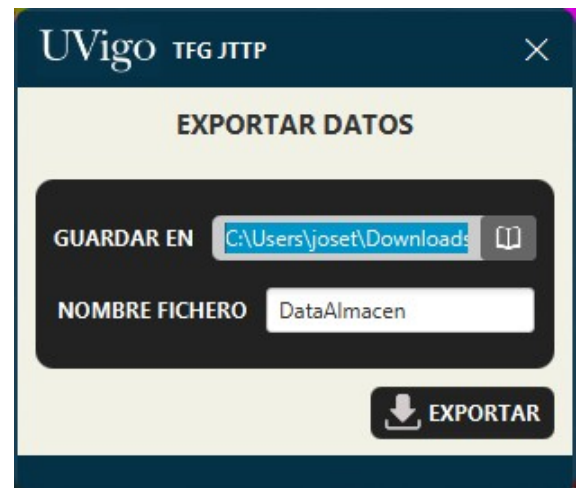 UVigo TFG JTTP
EXPORTAR DATOS
GUARDAR EN C:\Users\joset\Downloads
NOMBRE FICHERO DataAlmacen
EXPORTAR